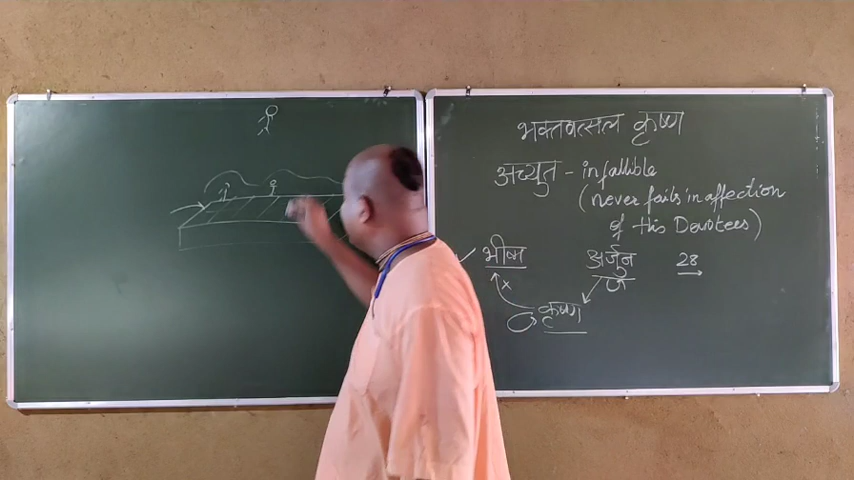 भक्तवत्सल कृष्ण
अच्युत - infallible
(never fails in affection
of His Devotees)
भीष्म अर्जुन 28
कृष्ण